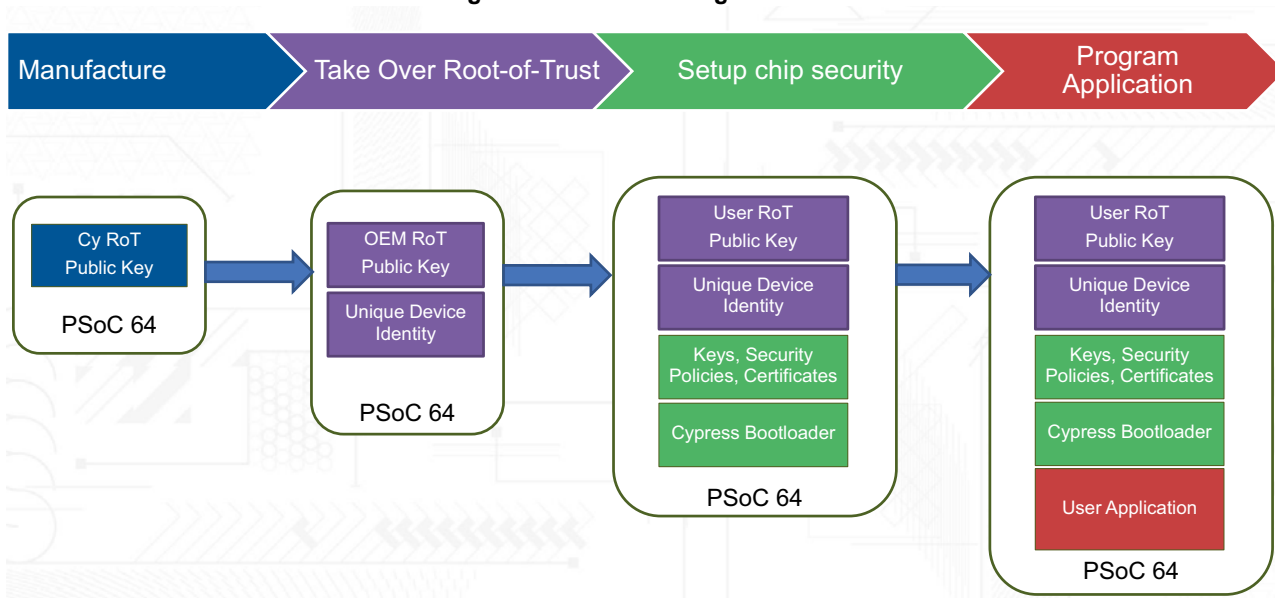 Manufacture
Take Over Root-of-Trust
Setup chip security
Program
Application
Cy RoT
Public Key
PSoC 64
OEM RoT
Public Key
Unique Device
Identity
PSoC 64
User RoT
Public Key
Unique Device
Identity
Keys, Security
Policies, Certificates
Cypress Bootloader
PSoC 64
User RoT
Public Key
Unique Device
Identity
Keys, Security
Policies, Certificates
Cypress Bootloader
User Application
PSoC 64